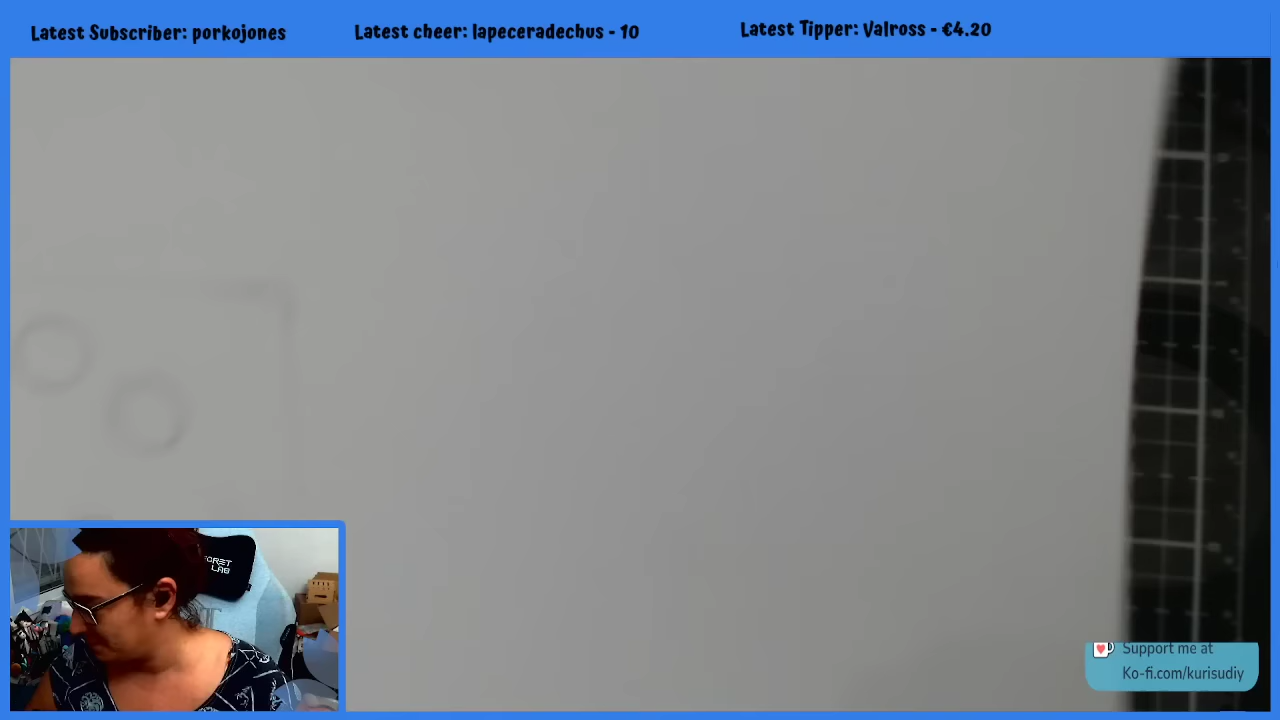 Latest Subscriber: porkojones
Latest cheer: lapeceradechus - 10
Latest Tipper: Valross - €4.20
Support me at
Ko-fi.com/kurisudiy